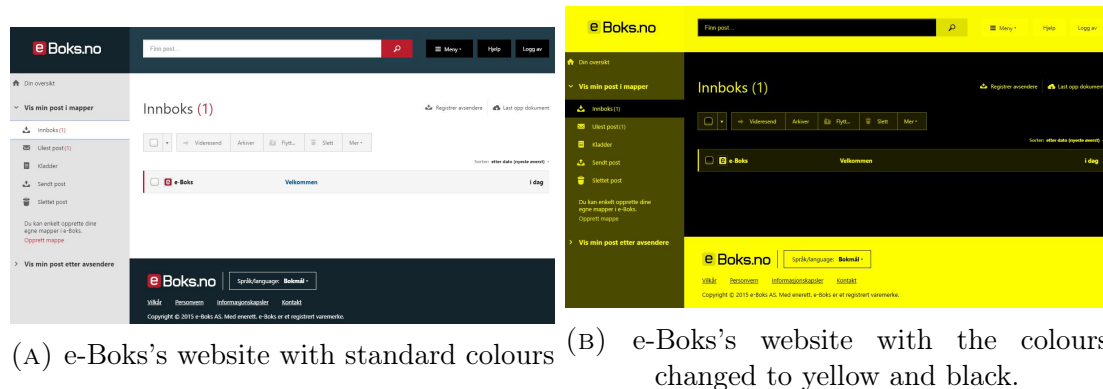 e Boks.no
Finn post...
Meny
Hjelp
Logg av
Din oversikt
Vis min post i mapper
Innboks (1)
Ulest post (1)
Kladder
Sendt post
Slettet post
Du kan enkelt opprette dine
egne mapper i e-Boks.
Opprett mappe
Vis min post etter avsendere
Innboks (1)
Registrer avsendere
Last opp dokument
Videresend Arkiver Flytt... Slett Mer
Sorter: etter dato (nyeste øverst)
e e-Boks Velkommen i dag
e Boks.no
Språk/language: Bokmål
Vilkår Personvern Informasjonskapsler Kontakt
Copyright © 2015 e-Boks AS. Med enerett. e-Boks er et registrert varemerke.
(A) e-Boks's website with standard colours
e Boks.no
Finn post...
Meny
Hjelp
Logg av
Din oversikt
Vis min post i mapper
Innboks (1)
Ulest post (1)
Kladder
Sendt post
Slettet post
Du kan enkelt opprette dine
egne mapper i e-Boks.
Opprett mappe
Vis min post etter avsendere
Innboks (1)
Registrer avsendere
Last opp dokument
Videresend Arkiver Flytt... Slett Mer
Sorter: etter dato (nyeste øverst)
e e-Boks Velkommen i dag
e Boks.no
Språk/language: Bokmål
Vilkår Personvern Informasjonskapsler Kontakt
Copyright © 2015 e-Boks AS. Med enerett. e-Boks er et registrert varemerke.
(B) e-Boks's website with the colours
changed to yellow and black.